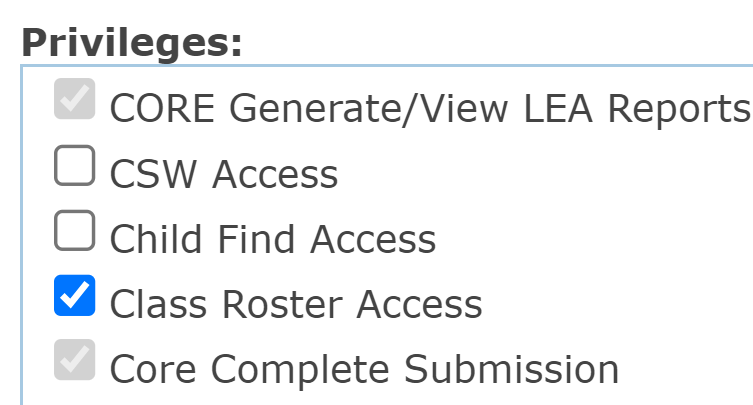 Privileges:
CORE Generate/View LEA Reports
CSW Access
Child Find Access
Class Roster Access
Core Complete Submission